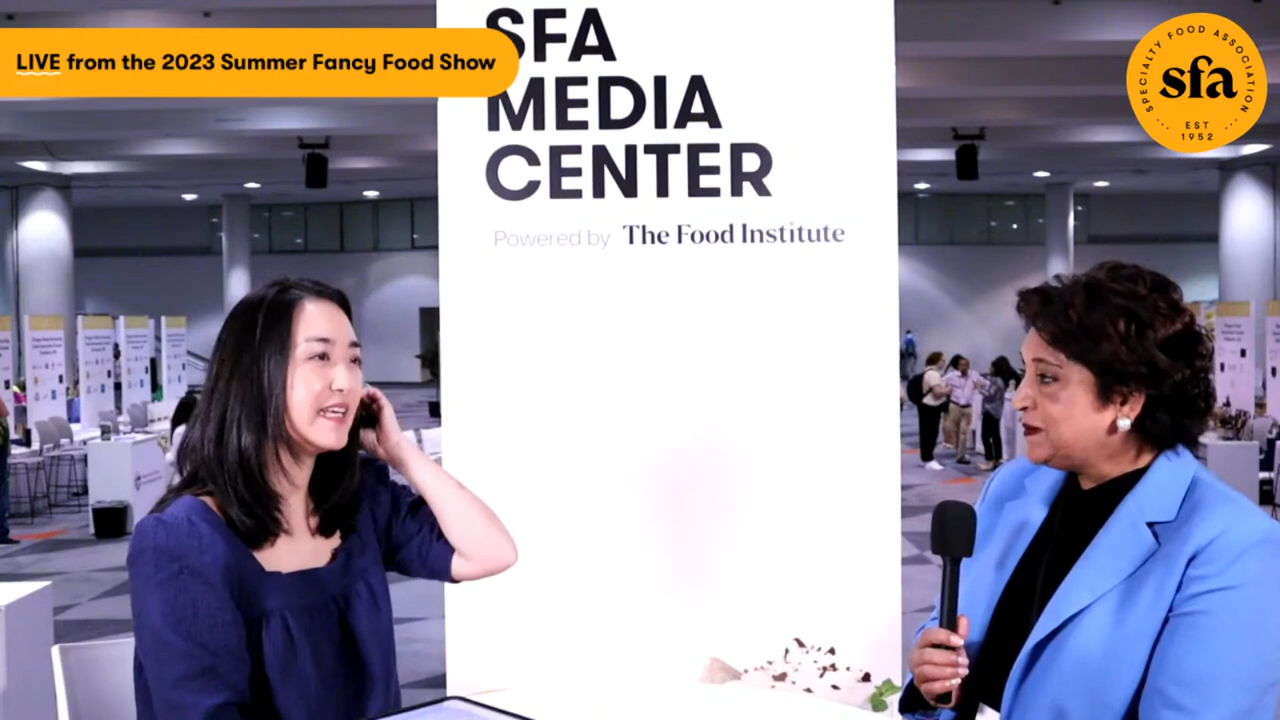 LIVE from the 2023 Summer Fancy Food Show
SFA
MEDIA
CENTER
Powered by The Food Institute
SPECIALTY FOOD ASSOCIATION
sfa
EST
1952